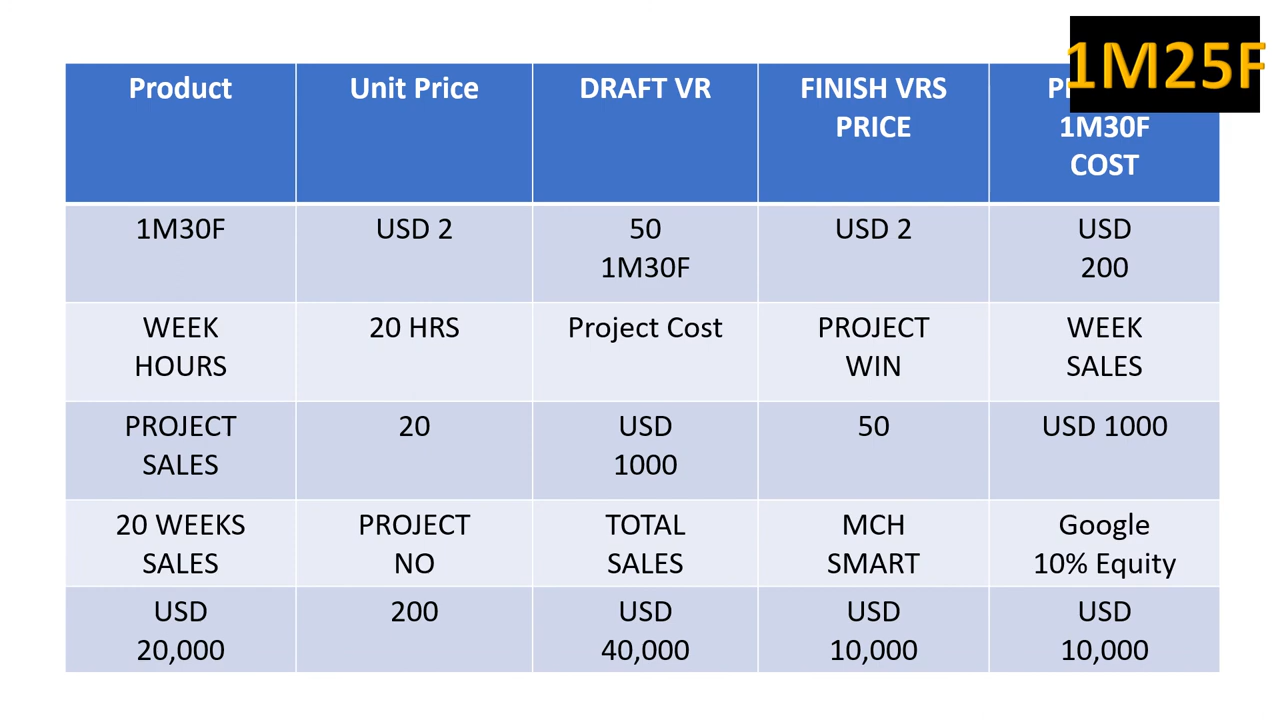 1M25F
Product
Unit Price
DRAFT VR
FINISH VRS
PRICE
1M30F
COST
1M30F
USD 2
50
1M30F
USD 2
USD
200
WEEK
HOURS
20 HRS
Project Cost
PROJECT
WIN
WEEK
SALES
PROJECT
SALES
20
USD
1000
50
USD 1000
20 WEEKS
SALES
PROJECT
NO
TOTAL
SALES
MCH
SMART
Google
10% Equity
USD
20,000
200
USD
40,000
USD
10,000
USD
10,000